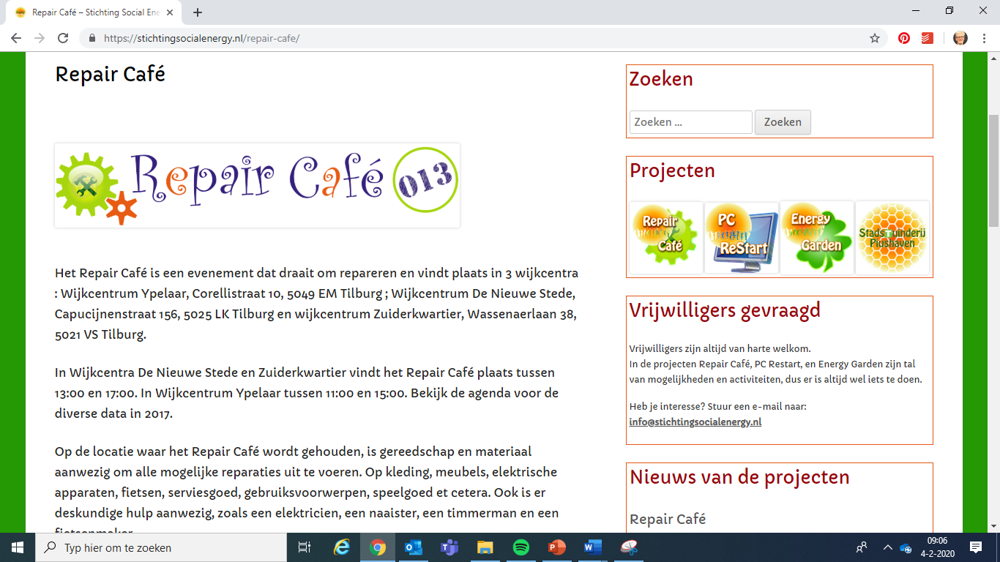 Repair Café – Stichting Social Ene
https://stichtingsocialenergy.nl/repair-cafe/
Repair Café
Repair Café 013
Het Repair Café is een evenement dat draait om repareren en vindt plaats in 3 wijkcentra
: Wijkcentrum Ypelaar, Corellistraat 10, 5049 EM Tilburg ; Wijkcentrum De Nieuwe Stede,
Capucijnenstraat 156, 5025 LK Tilburg en wijkcentrum Zuiderkwartier, Wassenaerlaan 38,
5021 VS Tilburg.
In Wijkcentra De Nieuwe Stede en Zuiderkwartier vindt het Repair Café plaats tussen
13:00 en 17:00. In Wijkcentrum Ypelaar tussen 11:00 en 15:00. Bekijk de agenda voor de
diverse data in 2017.
Op de locatie waar het Repair Café wordt gehouden, is gereedschap en materiaal
aanwezig om alle mogelijke reparaties uit te voeren. Op kleding, meubels, elektrische
apparaten, fietsen, serviesgoed, gebruiksvoorwerpen, speelgoed et cetera. Ook is er
deskundige hulp aanwezig, zoals een elektricien, een naaister, een timmerman en een
fietsenmaker.
Zoeken
Zoeken ...
Zoeken
Projecten
Repair
Café
PC
ReStart
Energy
Garden
Stads Tuinderij
Piushaven
Vrijwilligers gevraagd
Vrijwilligers zijn altijd van harte welkom.
In de projecten Repair Café, PC Restart, en Energy Garden zijn tal
van mogelijkheden en activiteiten, dus er is altijd wel iets te doen.
Heb je interesse? Stuur een e-mail naar:
info@stichtingsocialenergy.nl
Nieuws van de projecten
Repair Café
Typ hier om te zoeken
09:06
4-2-2020